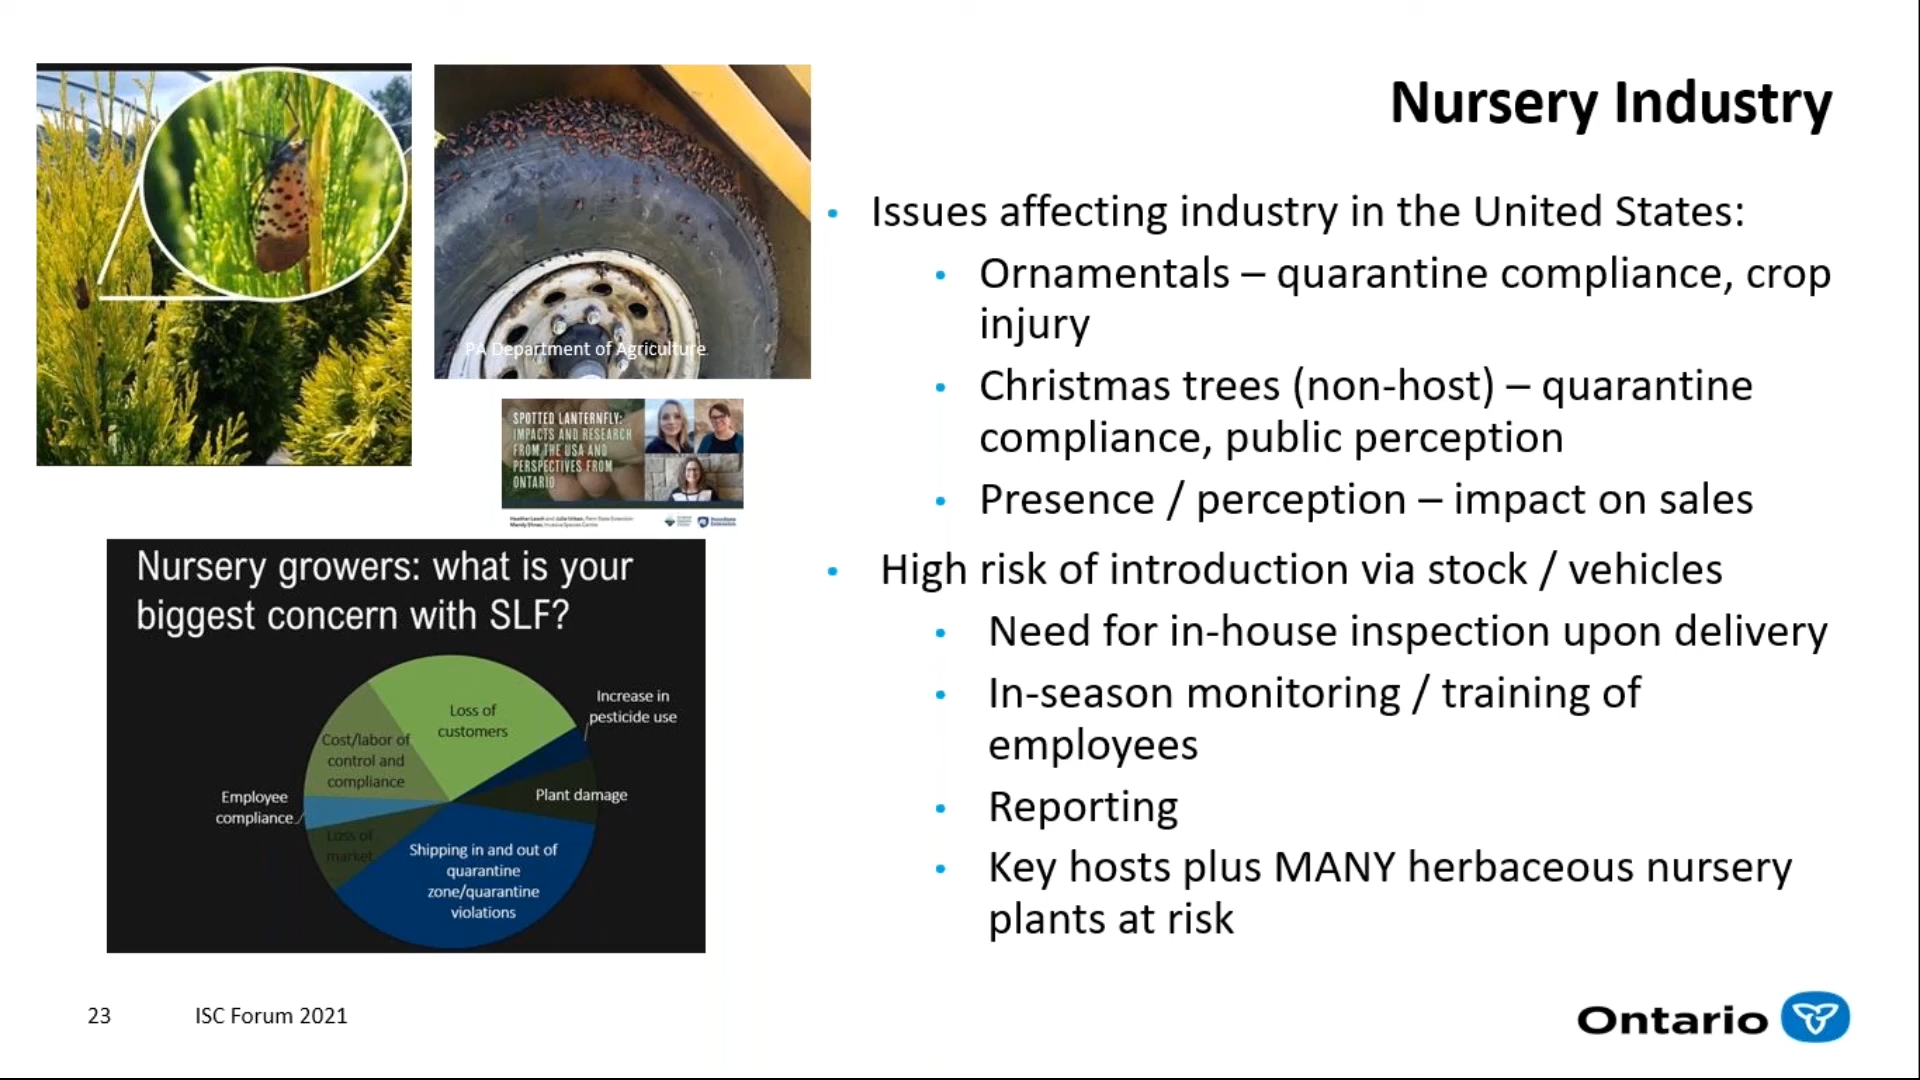 Nursery Industry
PA Department of Agriculture
SPOTTED LANTERNFLY:
IMPACTS AND RESEARCH
FROM THE USA AND
PERSPECTIVES FROM
ONTARIO
Nursery growers: what is your
biggest concern with SLF?
Increase in
pesticide use
Loss of
customers
Cost/labor of
control and
compliance
Employee
compliance
Plant damage
Loss of
market
Shipping in and out of
quarantine
zone/quarantine
violations
• Issues affecting industry in the United States:
• Ornamentals – quarantine compliance, crop
injury
• Christmas trees (non-host) – quarantine
compliance, public perception
• Presence / perception – impact on sales
• High risk of introduction via stock / vehicles
• Need for in-house inspection upon delivery
• In-season monitoring / training of
employees
• Reporting
• Key hosts plus MANY herbaceous nursery
plants at risk
23
ISC Forum 2021
Ontario